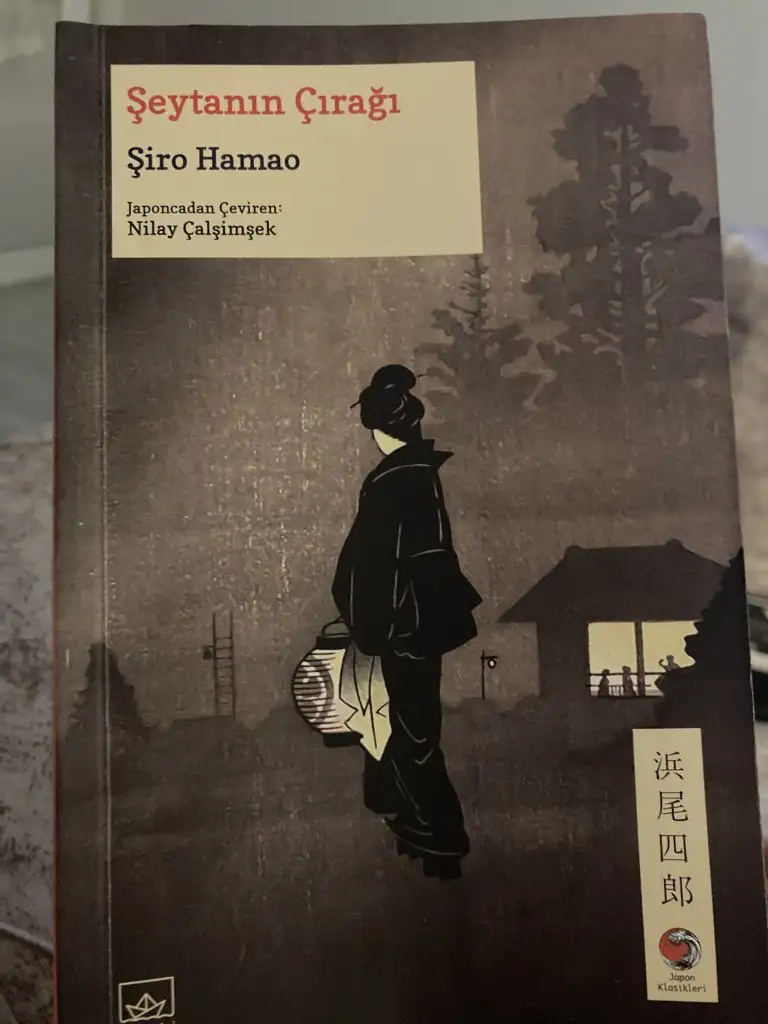 Şeytanın Çırağı
Şiro Hamao
Japoncadan Çeviren:
Nilay Çalşimşek
浜尾四郎
Japon
Klasikleri